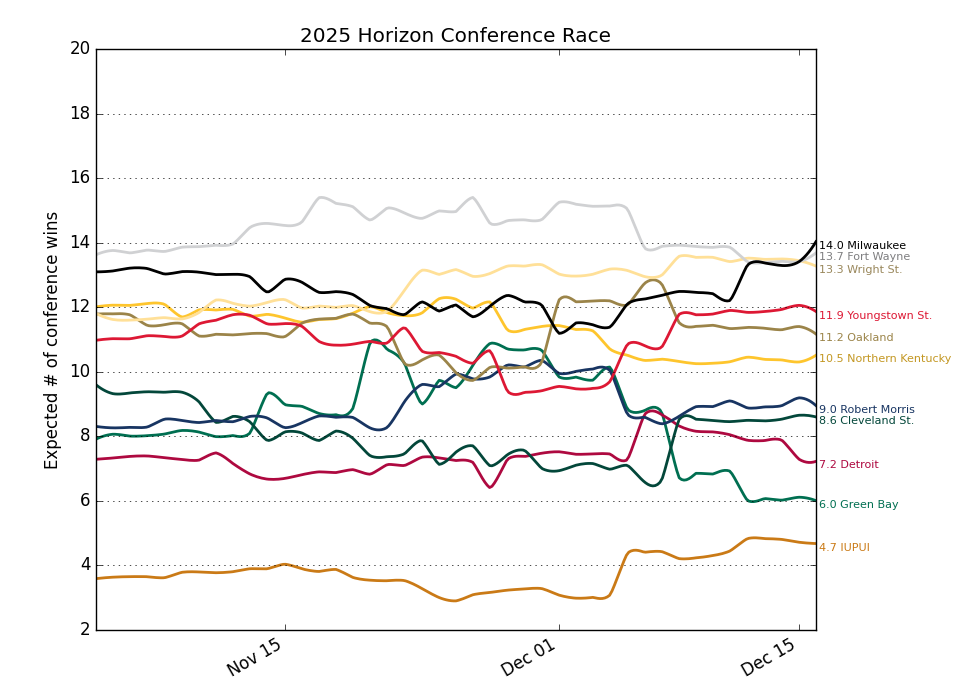 2025 Horizon Conference Race
Expected # of conference wins
20
18
16
14
12
10
8
6
4
2
14.0 Milwaukee
13.7 Fort Wayne
13.3 Wright St.
11.9 Youngstown St.
11.2 Oakland
10.5 Northern Kentucky
9.0 Robert Morris
8.6 Cleveland St.
7.2 Detroit
6.0 Green Bay
4.7 IUPUI
Nov 15
Dec 01
Dec 15